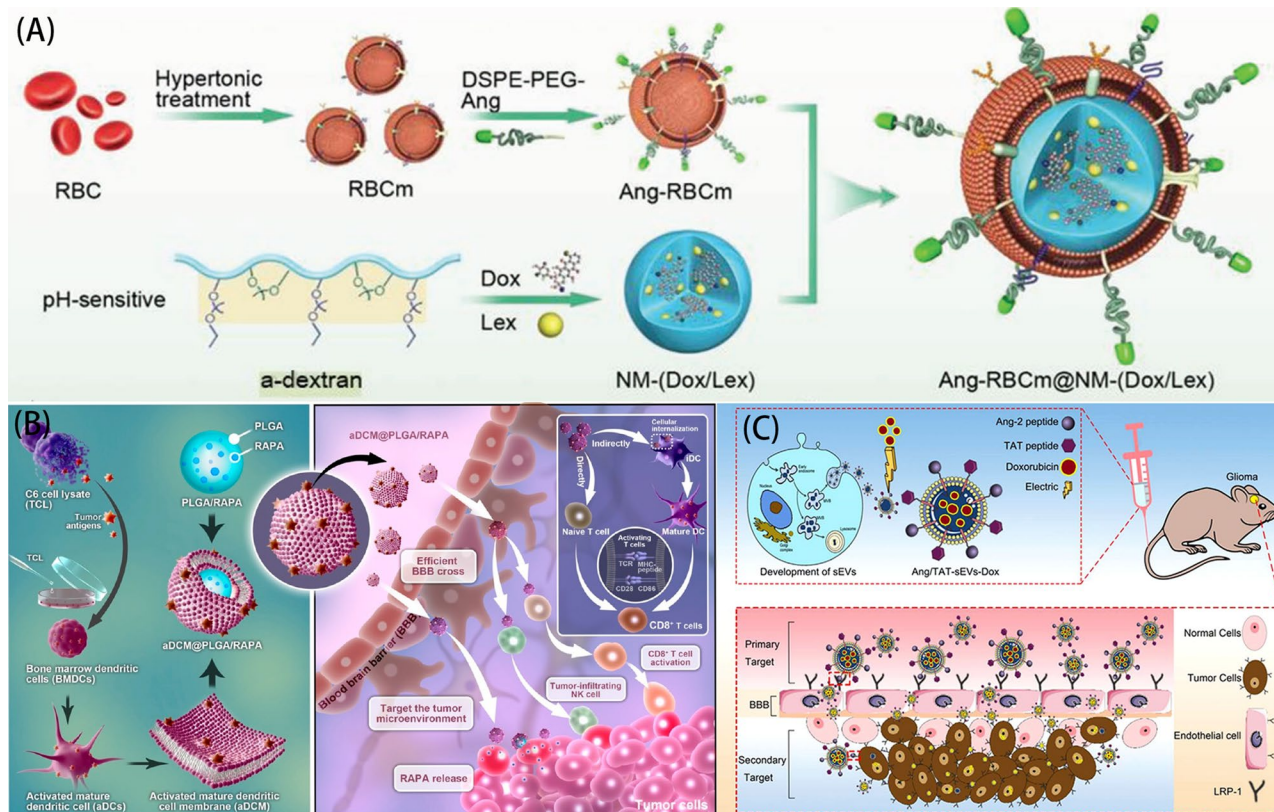 (A)
RBC
Hypertonic
treatment
RBCm
DSPE-PEG-
Ang
Ang-RBCm
pH-sensitive
a-dextran
Dox
Lex
NM-(Dox/Lex)
Ang-RBCm@NM-(Dox/Lex)
(B)
C6 cell lysate
(TCL)
Tumor
antigens
TCL
Bone marrow dendritic
cells (BMDCs)
Activated mature
dendritic cell (aDCs)
PLGA
RAPA
PLGA/RAPA
aDCM@PLGA/RAPA
Activated mature dendritic
cell membrane (aDCM)
aDCM@PLGA/RAPA
Efficient
BBB cross
Blood brain barrier (BBB)
Target the tumor
microenvironment
RAPA release
Directly
Indirectly
Cellular
internalization
iDC
Naive T cell
Mature DC
Activating
T cells
TCR
MHC-
peptide
CD28
CD86
CD8⁺ T cells
CD8⁺ T cell
activation
Tumor-infiltrating
NK cell
Tumor cells
(C)
Early
endosome
Nucleus
Golgi
complex
Lysosome
Development of sEVs
Ang/TAT-sEVs-Dox
Ang-2 peptide
TAT peptide
Doxorubicin
Electric
Glioma
Primary
Target
BBB
Secondary
Target
Normal Cells
Tumor Cells
Endothelial cell
LRP-1